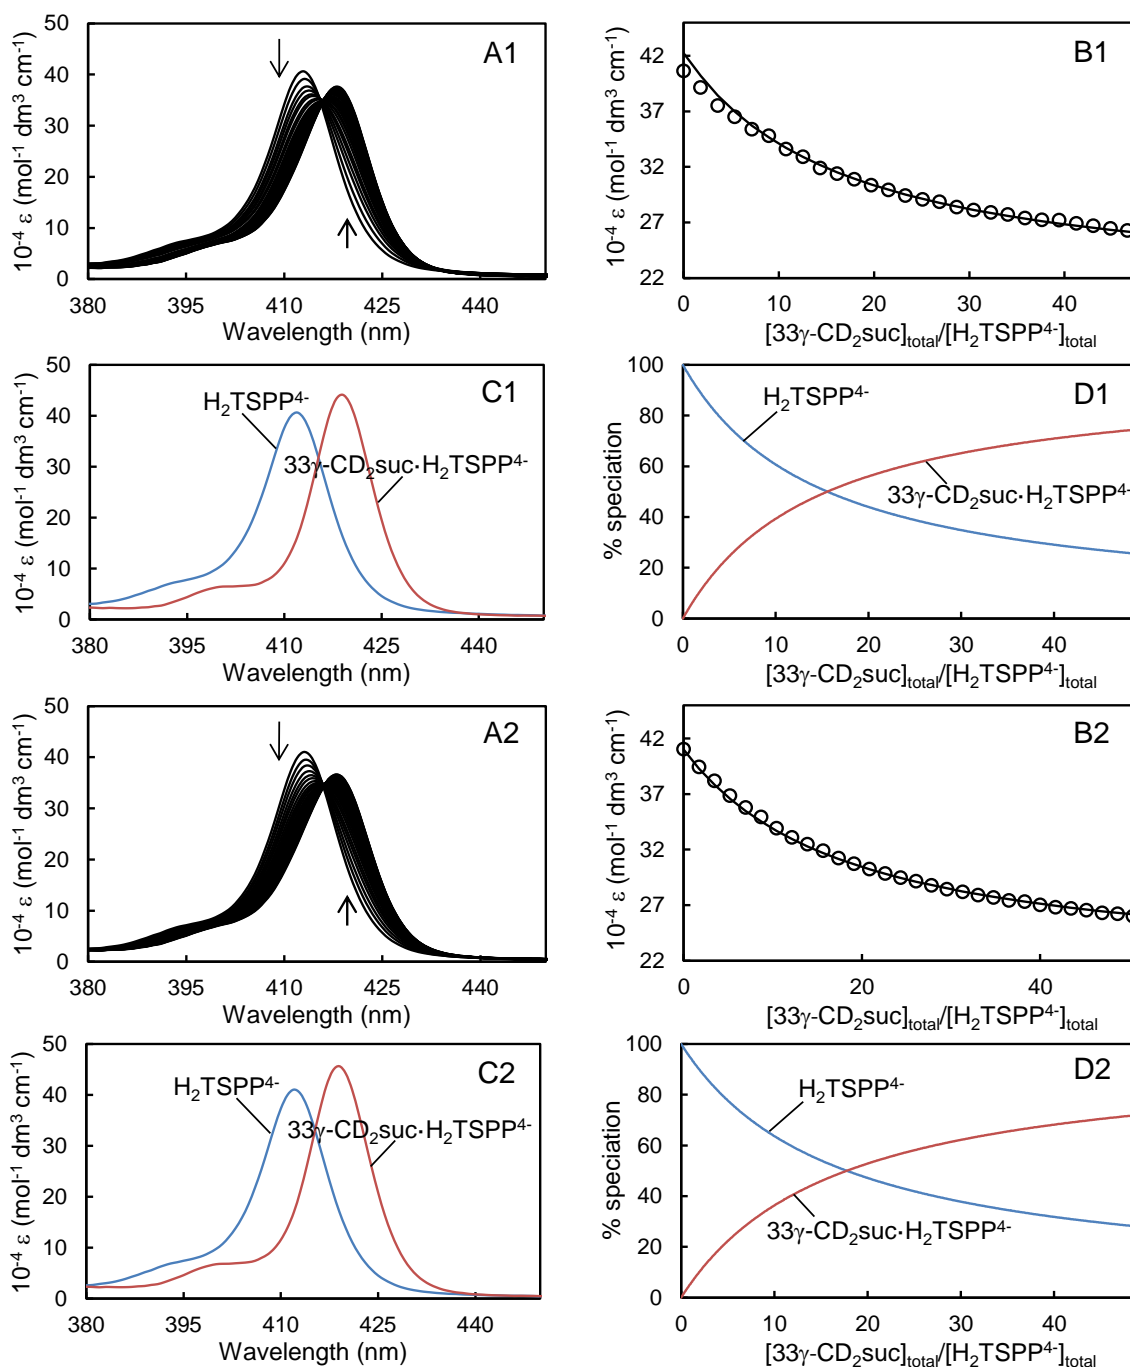 A1
10⁻⁴ ε (mol⁻¹ dm³ cm⁻¹)
50
40
30
20
10
0
380 395 410 425 440
Wavelength (nm)
B1
10⁻⁴ ε (mol⁻¹ dm³ cm⁻¹)
42
37
32
27
22
0 10 20 30 40
[33γ-CD₂suc]total/[H₂TSPP⁴⁻]total
C1
10⁻⁴ ε (mol⁻¹ dm³ cm⁻¹)
50
40
30
20
10
0
H₂TSPP⁴⁻
33γ-CD₂suc·H₂TSPP⁴⁻
380 395 410 425 440
Wavelength (nm)
D1
% speciation
100
80
60
40
20
0
H₂TSPP⁴⁻
33γ-CD₂suc·H₂TSPP⁴⁻
0 10 20 30 40
[33γ-CD₂suc]total/[H₂TSPP⁴⁻]total
A2
10⁻⁴ ε (mol⁻¹ dm³ cm⁻¹)
50
40
30
20
10
0
380 395 410 425 440
Wavelength (nm)
B2
10⁻⁴ ε (mol⁻¹ dm³ cm⁻¹)
42
37
32
27
22
0 20 40
[33γ-CD₂suc]total/[H₂TSPP⁴⁻]total
C2
10⁻⁴ ε (mol⁻¹ dm³ cm⁻¹)
50
40
30
20
10
0
H₂TSPP⁴⁻
33γ-CD₂suc·H₂TSPP⁴⁻
380 395 410 425 440
Wavelength (nm)
D2
% speciation
100
80
60
40
20
0
H₂TSPP⁴⁻
33γ-CD₂suc·H₂TSPP⁴⁻
0 10 20 30 40
[33γ-CD₂suc]total/[H₂TSPP⁴⁻]total